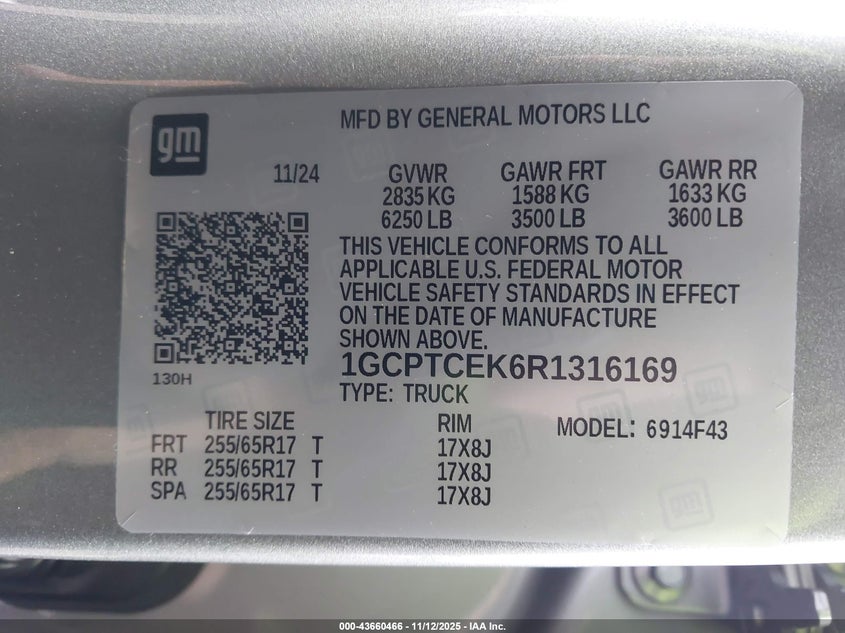 gm
MFD BY GENERAL MOTORS LLC
11/24 GVWR GAWR FRT GAWR RR
2835 KG 1588 KG 1633 KG
6250 LB 3500 LB 3600 LB
THIS VEHICLE CONFORMS TO ALL
APPLICABLE U.S. FEDERAL MOTOR
VEHICLE SAFETY STANDARDS IN EFFECT
ON THE DATE OF MANUFACTURE
SHOWN ABOVE.
1GCPTCEK6R1316169
130H
TYPE: TRUCK
TIRE SIZE RIM MODEL: 6914F43
FRT 255/65R17 T 17X8J
RR 255/65R17 T 17X8J
SPA 255/65R17 T 17X8J
000-43660466 - 11/12/2025 - IAA Inc.